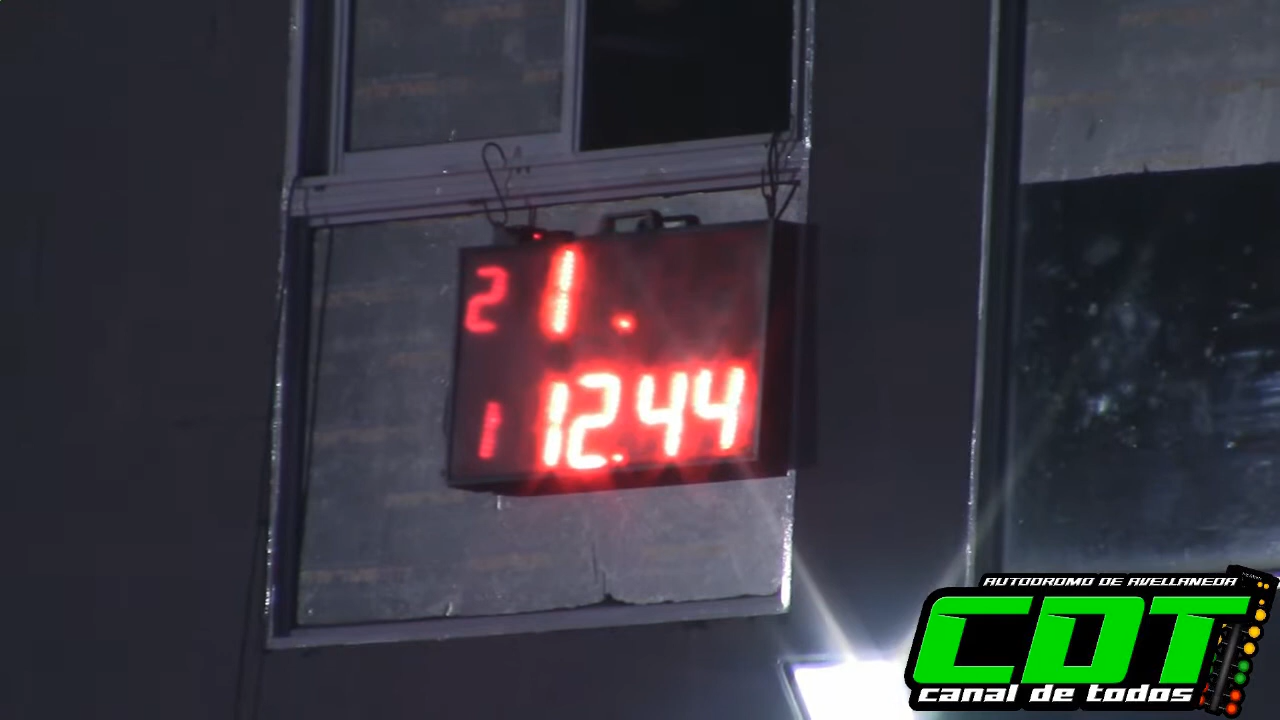 2 1.
1 12.44
AUTODROMO DE AVELLANEDA
CDT
canal de todos